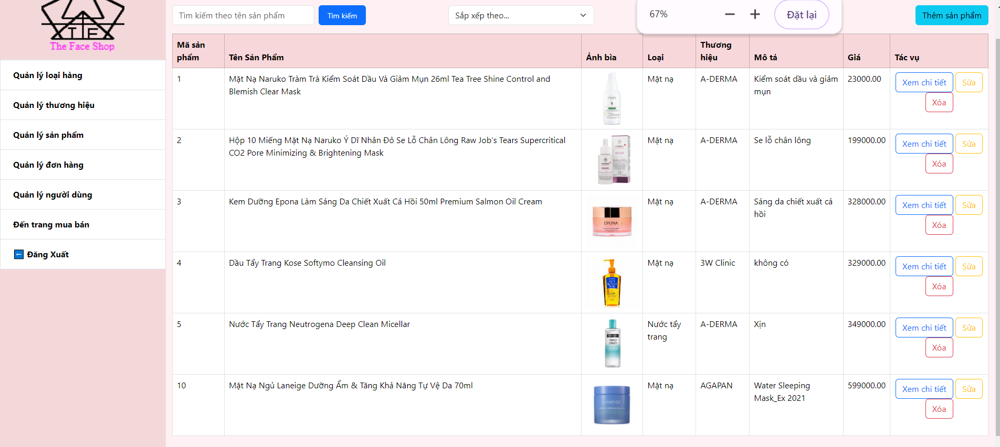 TF
The Face Shop
Tìm kiếm theo tên sản phẩm
Tìm kiếm
Sắp xếp theo...
67%
Đặt lại
Thêm sản phẩm
Quản lý loại hàng
Quản lý thương hiệu
Quản lý sản phẩm
Quản lý đơn hàng
Quản lý người dùng
Đến trang mua bán
Đăng Xuất
Mã sản
phẩm
Tên Sản Phẩm
Ảnh bìa
Loại
Thương
hiệu
Mô tả
Giá
Tác vụ
1
Mặt Nạ Naruko Tràm Trà Kiểm Soát Dầu Và Giảm Mụn 26ml Tea Tree Shine Control and
Blemish Clear Mask
VICHY
Mặt nạ
A-DERMA
Kiểm soát dầu và giảm
mụn
23000.00
Xem chi tiết
Sửa
Xóa
2
Hộp 10 Miếng Mặt Nạ Naruko Ý Dĩ Nhân Đỏ Se Lỗ Chân Lông Raw Job's Tears Supercritical
CO2 Pore Minimizing & Brightening Mask
Mặt nạ
A-DERMA
Se lỗ chân lông
199000.00
Xem chi tiết
Sửa
Xóa
3
Kem Dưỡng Epona Làm Sáng Da Chiết Xuất Cá Hồi 50ml Premium Salmon Oil Cream
EPONA
Mặt nạ
A-DERMA
Sáng da chiết xuất cá
hồi
328000.00
Xem chi tiết
Sửa
Xóa
4
Dầu Tẩy Trang Kose Softymo Cleansing Oil
Mặt nạ
3W Clinic
không có
329000.00
Xem chi tiết
Sửa
Xóa
5
Nước Tẩy Trang Neutrogena Deep Clean Micellar
deep
clean
micellar
Nước tẩy
trang
A-DERMA
Xịn
349000.00
Xem chi tiết
Sửa
Xóa
10
Mặt Nạ Ngủ Laneige Dưỡng Ẩm & Tăng Khả Năng Tự Vệ Da 70ml
LANEIGE
Mặt nạ
AGAPAN
Water Sleeping
Mask_Ex 2021
599000.00
Xem chi tiết
Sửa
Xóa